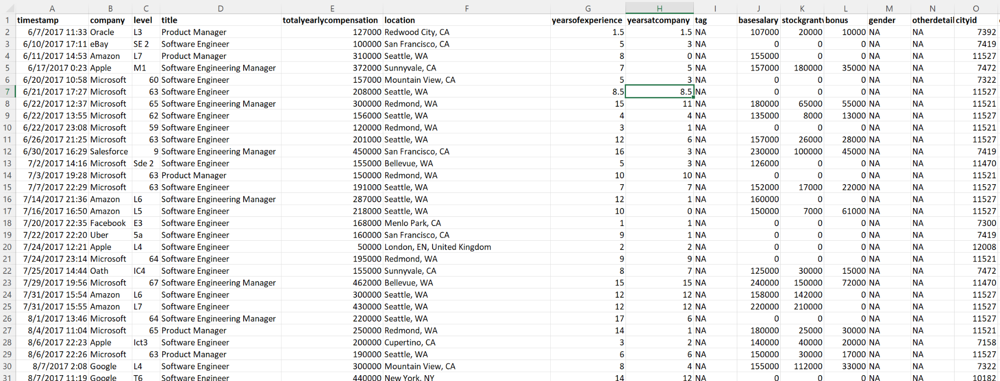 A B C D E F G H I J K L M N O
1 timestamp company level title totalyearlycompensation location yearsofexperience yearsatcompany tag basesalary stockgrantv bonus gender otherdetail cityid
2 6/7/2017 11:33 Oracle L3 Product Manager 127000 Redwood City, CA 1.5 1.5 NA 107000 20000 10000 NA NA 7392
3 6/10/2017 17:11 eBay SE 2 Software Engineer 100000 San Francisco, CA 5 3 NA 0 0 0 NA NA 7419
4 6/11/2017 14:53 Amazon L7 Product Manager 310000 Seattle, WA 8 0 NA 155000 0 0 NA NA 11527
5 6/17/2017 0:23 Apple M1 Software Engineering Manager 372000 Sunnyvale, CA 7 5 NA 157000 180000 35000 NA NA 7472
6 6/20/2017 10:58 Microsoft 60 Software Engineer 157000 Mountain View, CA 5 3 NA 0 0 0 NA NA 7322
7 6/21/2017 17:27 Microsoft 63 Software Engineer 208000 Seattle, WA 8.5 8.5 NA 0 0 0 NA NA 11527
8 6/22/2017 12:37 Microsoft 65 Software Engineering Manager 300000 Redmond, WA 15 11 NA 180000 65000 55000 NA NA 11521
9 6/22/2017 13:55 Microsoft 62 Software Engineer 156000 Seattle, WA 4 4 NA 135000 8000 13000 NA NA 11527
10 6/22/2017 23:08 Microsoft 59 Software Engineer 120000 Redmond, WA 3 1 NA 0 0 0 NA NA 11521
11 6/26/2017 21:25 Microsoft 63 Software Engineer 201000 Seattle, WA 12 6 NA 157000 26000 28000 NA NA 11527
12 6/30/2017 16:29 Salesforce 9 Software Engineering Manager 450000 San Francisco, CA 16 3 NA 230000 100000 45000 NA NA 7419
13 7/2/2017 14:16 Microsoft Sde 2 Software Engineer 155000 Bellevue, WA 5 3 NA 126000 0 0 NA NA 11470
14 7/3/2017 19:28 Microsoft 63 Product Manager 150000 Redmond, WA 10 10 NA 0 0 0 NA NA 11521
15 7/7/2017 22:29 Microsoft 63 Software Engineer 191000 Seattle, WA 7 7 NA 152000 17000 22000 NA NA 11527
16 7/14/2017 21:36 Amazon L6 Software Engineering Manager 287000 Seattle, WA 12 1 NA 160000 0 0 NA NA 11527
17 7/16/2017 16:50 Amazon L5 Software Engineer 218000 Seattle, WA 10 0 NA 150000 7000 61000 NA NA 11527
18 7/20/2017 22:35 Facebook E3 Software Engineer 168000 Menlo Park, CA 1 1 NA 0 0 0 NA NA 7300
19 7/22/2017 22:20 Uber 5a Software Engineer 160000 San Francisco, CA 9 1 NA 0 0 0 NA NA 7419
20 7/24/2017 12:21 Apple L4 Software Engineer 50000 London, EN, United Kingdom 2 2 NA 0 0 0 NA NA 12008
21 7/24/2017 23:14 Microsoft 64 Software Engineer 195000 Redmond, WA 9 9 NA 0 0 0 NA NA 11521
22 7/25/2017 14:44 Oath IC4 Software Engineer 155000 Sunnyvale, CA 8 7 NA 125000 30000 15000 NA NA 7472
23 7/29/2017 19:56 Microsoft 67 Software Engineering Manager 462000 Bellevue, WA 15 15 NA 240000 150000 72000 NA NA 11470
24 7/31/2017 15:54 Amazon L6 Software Engineer 300000 Seattle, WA 12 12 NA 158000 142000 0 NA NA 11527
25 7/31/2017 15:55 Amazon L7 Software Engineer 430000 Seattle, WA 12 12 NA 220000 210000 0 NA NA 11527
26 8/1/2017 13:46 Microsoft 64 Software Engineering Manager 220000 Seattle, WA 17 6 NA 0 0 0 NA NA 11527
27 8/4/2017 11:04 Microsoft 65 Product Manager 250000 Redmond, WA 14 1 NA 180000 25000 30000 NA NA 11521
28 8/6/2017 22:23 Apple Ict3 Software Engineer 200000 Cupertino, CA 3 2 NA 140000 40000 20000 NA NA 7158
29 8/6/2017 22:26 Microsoft 63 Product Manager 190000 Seattle, WA 6 6 NA 150000 30000 17000 NA NA 11527
30 8/7/2017 2:08 Google L4 Software Engineer 300000 Mountain View, CA 8 4 NA 155000 112000 33000 NA NA 7322
31 8/7/2017 11:19 Google T6 Software Engineer 440000 New York, NY 14 12 NA 0 0 0 NA NA 10182